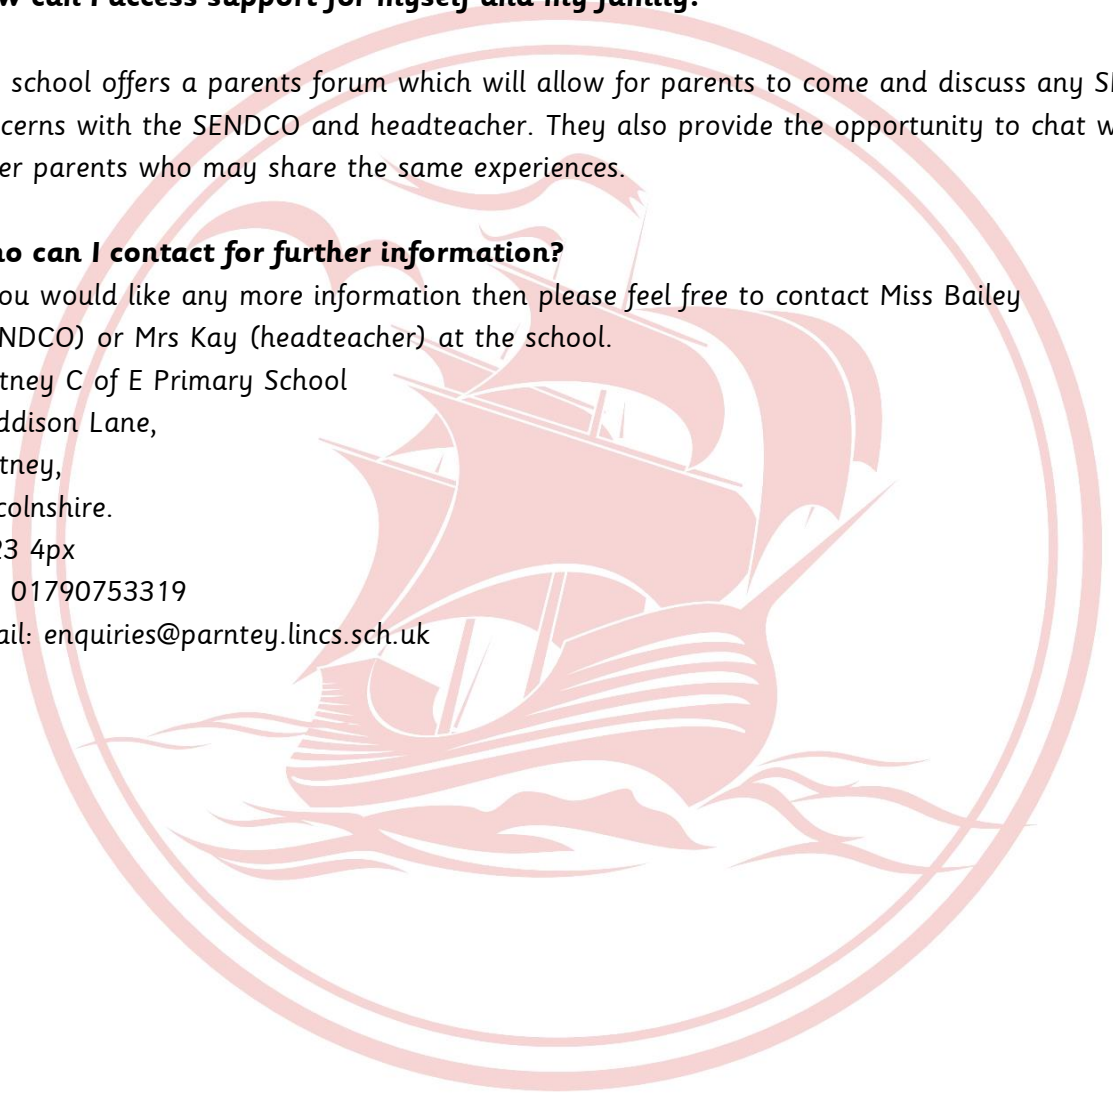 w can I access support for myself and my family?
school offers a parents forum which will allow for parents to come and discuss any S
cerns with the SENDCO and headteacher. They also provide the opportunity to chat w
er parents who may share the same experiences.
o can I contact for further information?
ou would like any more information then please feel free to contact Miss Bailey
NDCO) or Mrs Kay (headteacher) at the school.
tney C of E Primary School
ddison Lane,
tney,
colnshire.
23 4px
01790753319
ail: enquiries@parntey.lincs.sch.uk